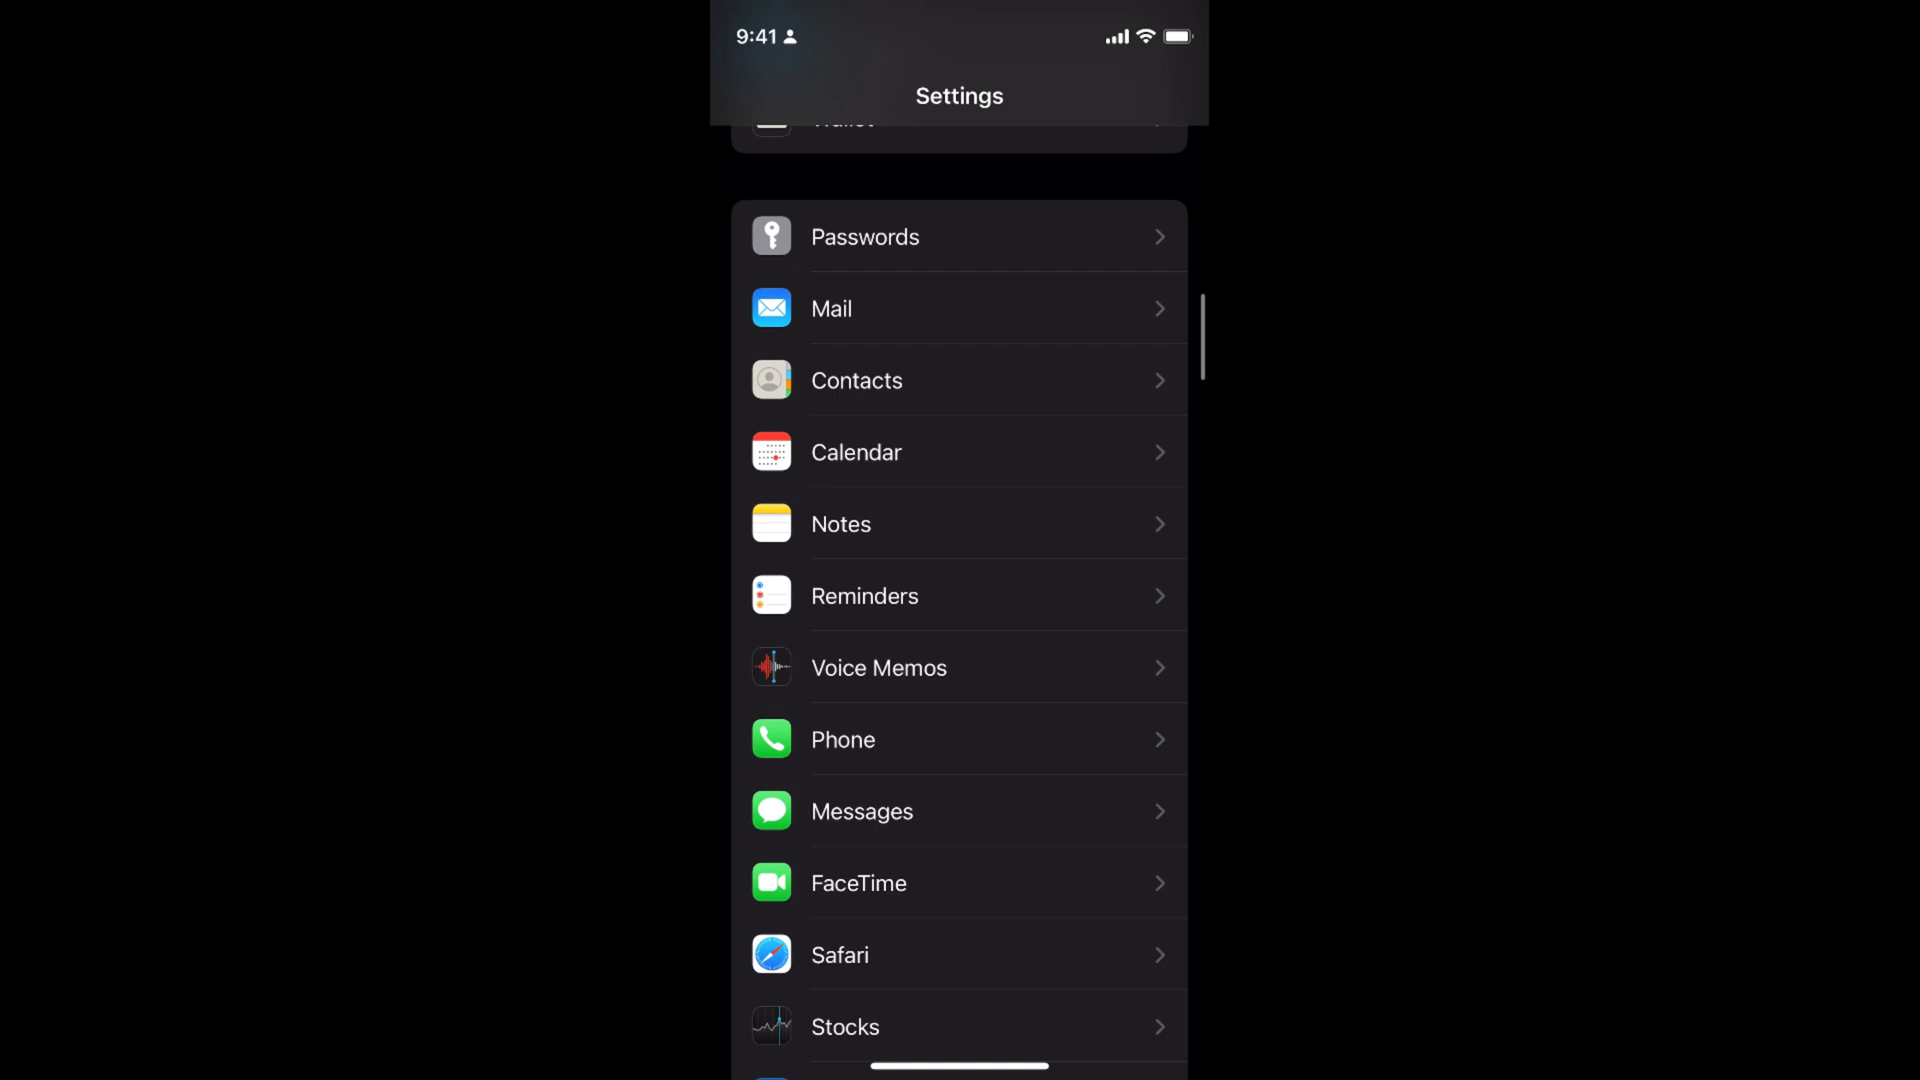 9:41
Settings
Passwords
Mail
Contacts
Calendar
Notes
Reminders
Voice Memos
Phone
Messages
FaceTime
Safari
Stocks